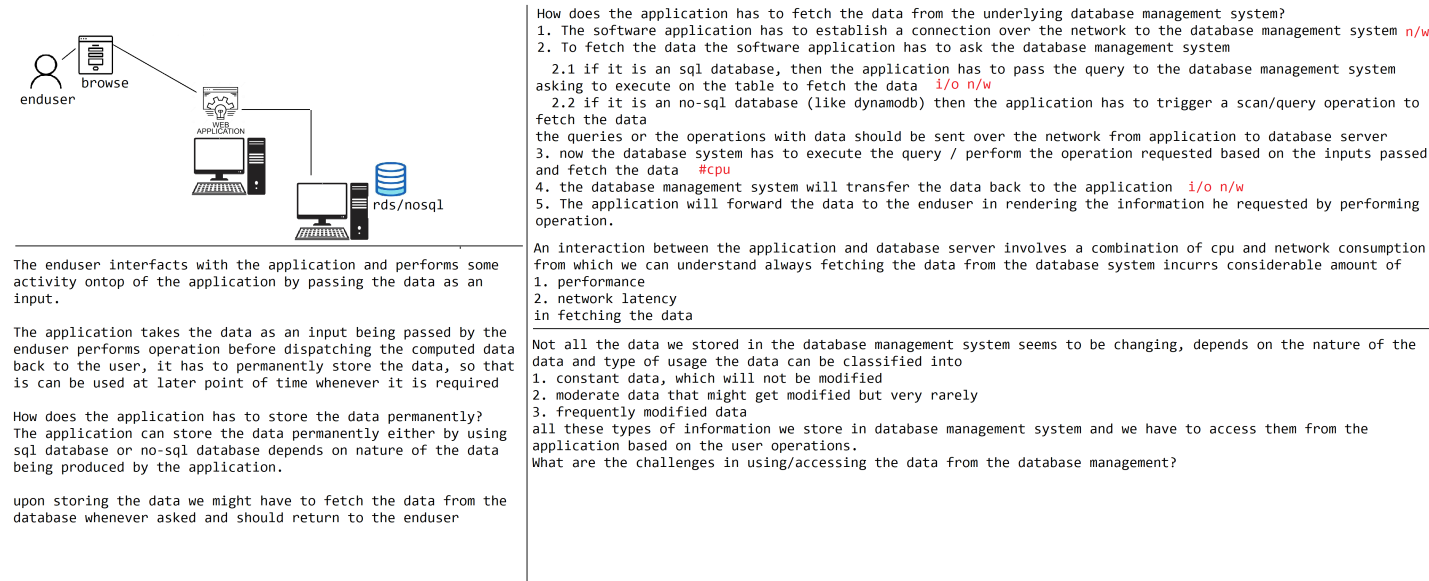 browse
enduser
WEB
APPLICATION
rds/nosql
The enduser interfacts with the application and performs some
activity ontop of the application by passing the data as an
input.
The application takes the data as an input being passed by the
enduser performs operation before dispatching the computed data
back to the user, it has to permanently store the data, so that
is can be used at later point of time whenever it is required
How does the application has to store the data permanently?
The application can store the data permanently either by using
sql database or no-sql database depends on nature of the data
being produced by the application.
upon storing the data we might have to fetch the data from the
database whenever asked and should return to the enduser
How does the application has to fetch the data from the underlying database management system?
1. The software application has to establish a connection over the network to the database management system n/w
2. To fetch the data the software application has to ask the database management system
2.1 if it is an sql database, then the application has to pass the query to the database management system
asking to execute on the table to fetch the data i/o n/w
2.2 if it is an no-sql database (like dynamodb) then the application has to trigger a scan/query operation to
fetch the data
the queries or the operations with data should be sent over the network from application to database server
3. now the database system has to execute the query / perform the operation requested based on the inputs passed
and fetch the data #cpu
4. the database management system will transfer the data back to the application i/o n/w
5. The application will forward the data to the enduser in rendering the information he requested by performing
operation.
An interaction between the application and database server involves a combination of cpu and network consumption
from which we can understand always fetching the data from the database system incurrs considerable amount of
1. performance
2. network latency
in fetching the data
Not all the data we stored in the database management system seems to be changing, depends on the nature of the
data and type of usage the data can be classified into
1. constant data, which will not be modified
2. moderate data that might get modified but very rarely
3. frequently modified data
all these types of information we store in database management system and we have to access them from the
application based on the user operations.
What are the challenges in using/accessing the data from the database management?